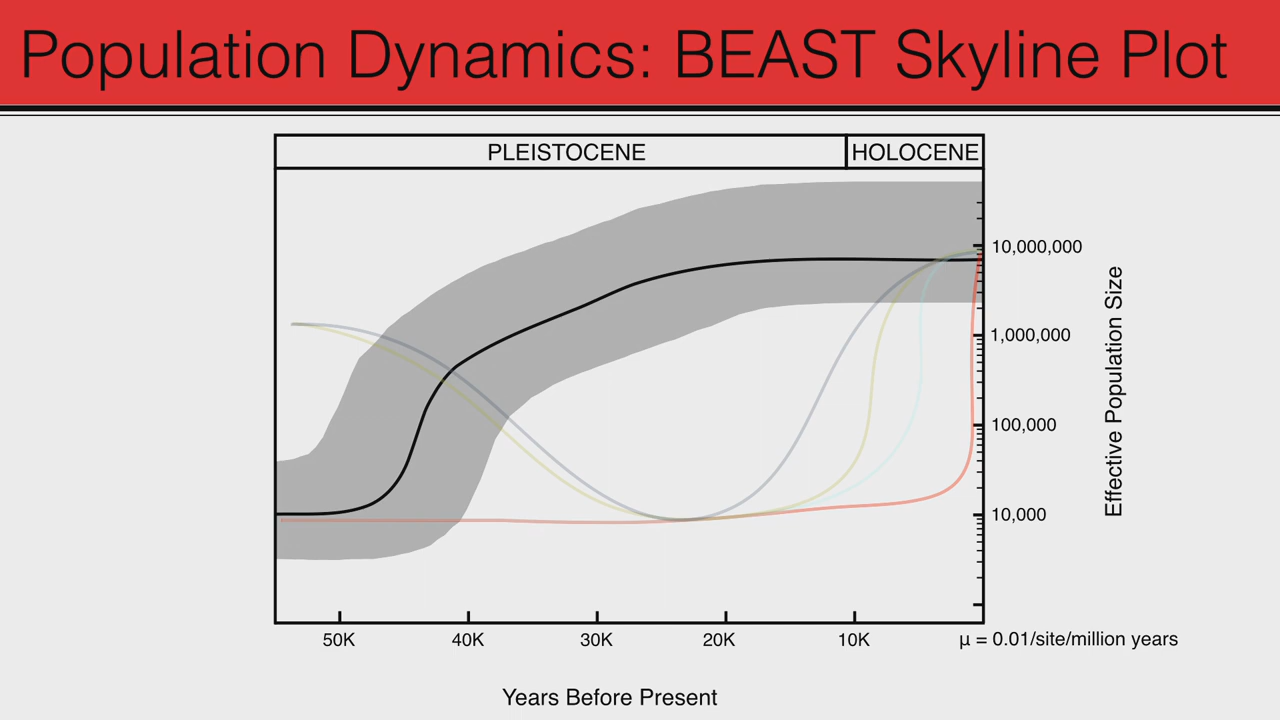 Population Dynamics: BEAST Skyline Plot
PLEISTOCENE
HOLOCENE
10,000,000
1,000,000
100,000
10,000
Effective Population Size
50K
40K
30K
20K
10K
μ = 0.01/site/million years
Years Before Present